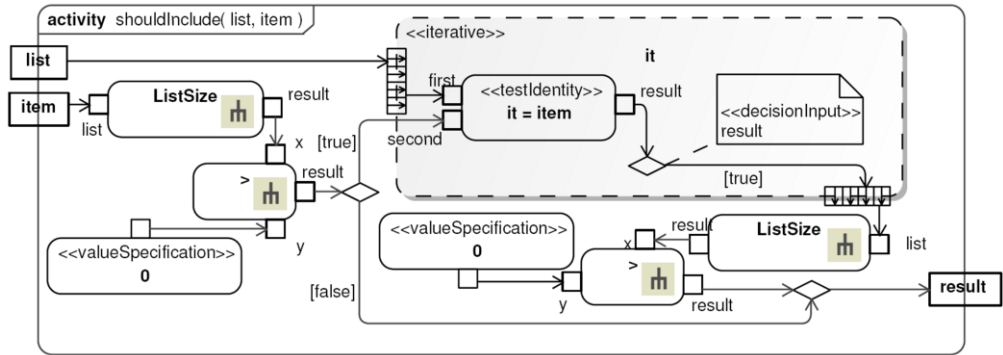 activity shouldInclude( list, item )
<<iterative>>
it
list
item
ListSize
result
list
first
<<testIdentity>>
it = item
result
<<decisionInput>>
result
second
x
[true]
>
result
y
<<valueSpecification>>
0
[true]
<<valueSpecification>>
0
result
ListSize
list
x
>
y
result
[false]
result